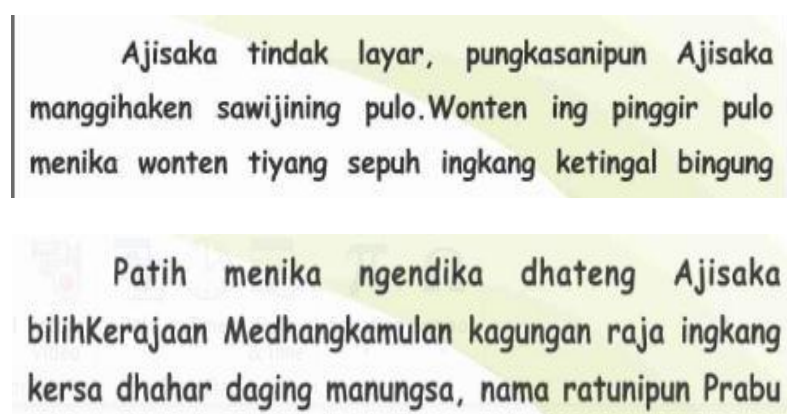 Ajisaka tindak layar, pungkasanipun Ajisaka
manggihaken sawijining pulo.Wonten ing pinggir pulo
menika wonten tiyang sepuh ingkang ketingal bingung
Patih menika ngendika dhateng Ajisaka
bilihKerajaan Medhangkamulan kagungan raja ingkang
kersa dhahar daging manungsa, nama ratunipun Prabu